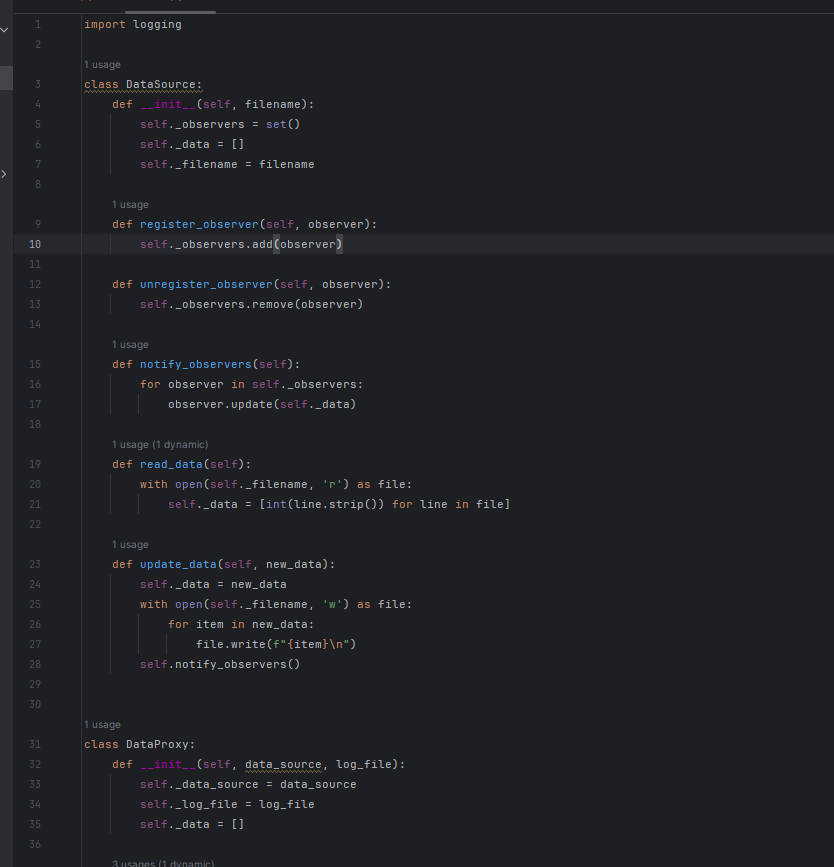 1 import logging
2
1 usage
3 class DataSource:
4 def __init__(self, filename):
5 self._observers = set()
6 self._data = []
7 self._filename = filename
8
1 usage
9 def register_observer(self, observer):
10 self._observers.add(observer)
11
12 def unregister_observer(self, observer):
13 self._observers.remove(observer)
14
1 usage
15 def notify_observers(self):
16 for observer in self._observers:
17 observer.update(self._data)
18
1 usage (1 dynamic)
19 def read_data(self):
20 with open(self._filename, 'r') as file:
21 self._data = [int(line.strip()) for line in file]
22
1 usage
23 def update_data(self, new_data):
24 self._data = new_data
25 with open(self._filename, 'w') as file:
26 for item in new_data:
27 file.write(f"{item}\n")
28 self.notify_observers()
29
30
1 usage
31 class DataProxy:
32 def __init__(self, data_source, log_file):
33 self._data_source = data_source
34 self._log_file = log_file
35 self._data = []
36
3 usages (1 dynamic)